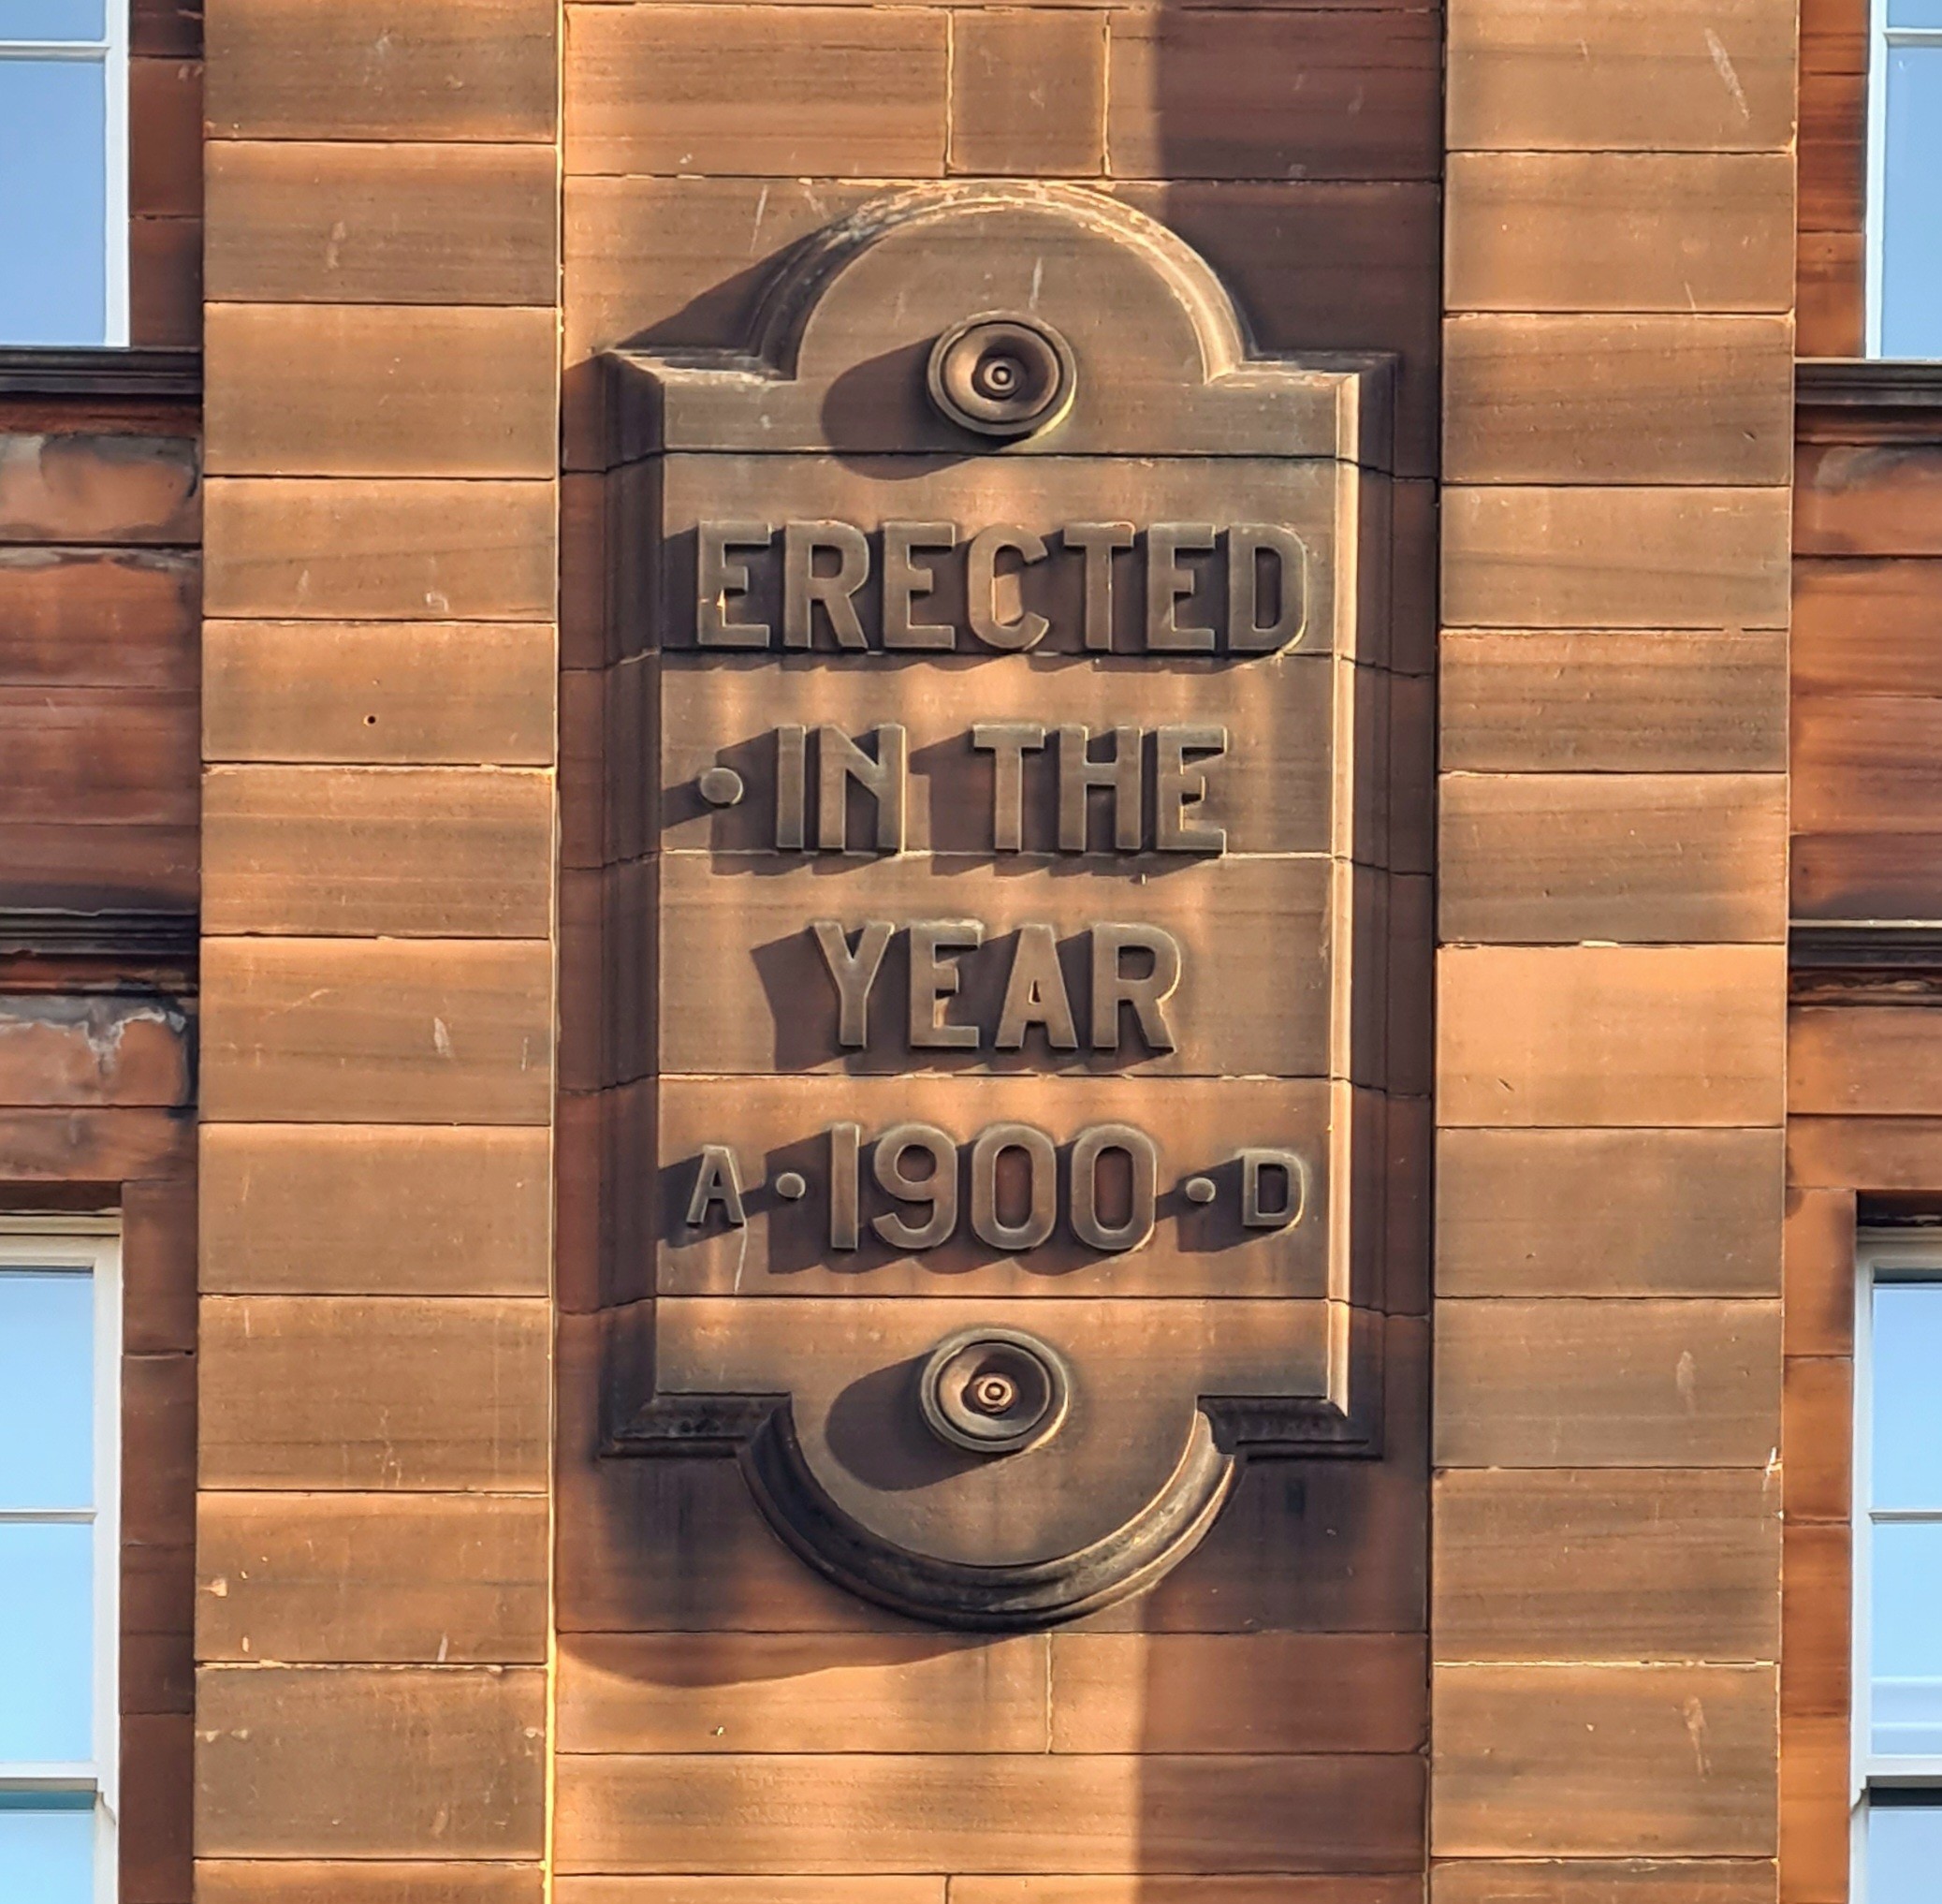 ERECTED
·IN THE
YEAR
A·1900·D